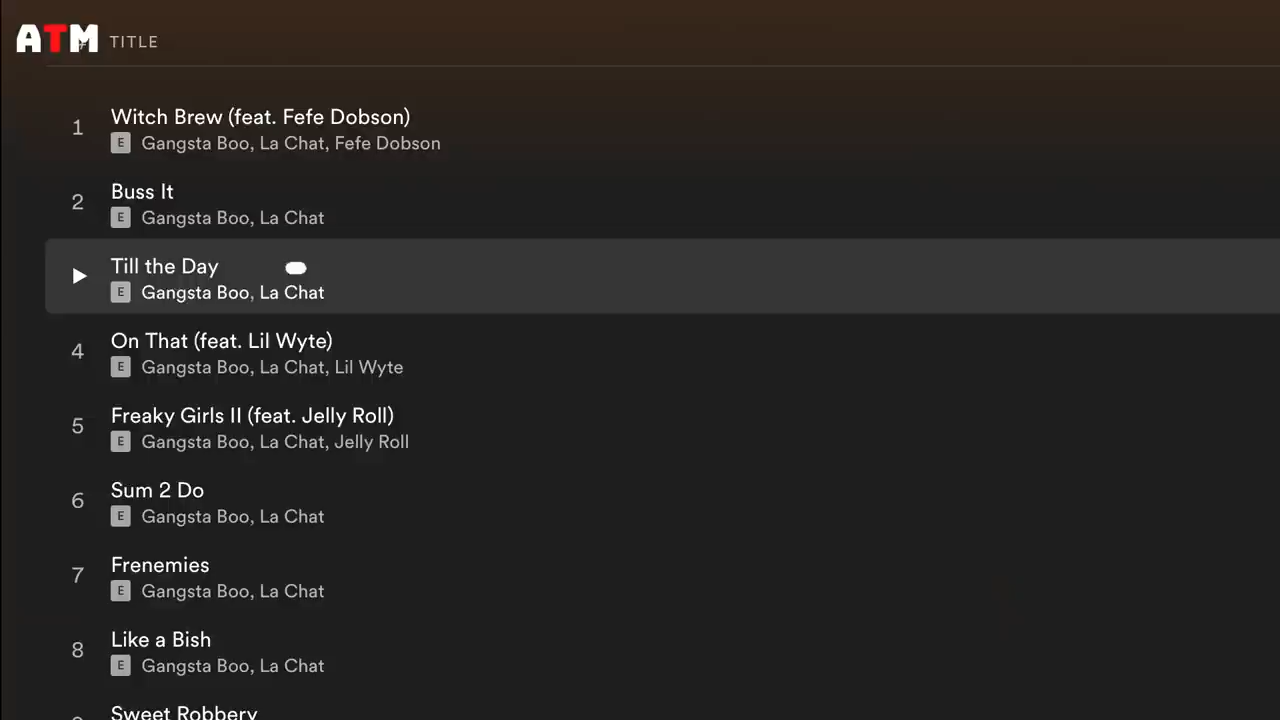 ATM TITLE
1
Witch Brew (feat. Fefe Dobson)
E Gangsta Boo, La Chat, Fefe Dobson
2
Buss It
E Gangsta Boo, La Chat
Till the Day
E Gangsta Boo, La Chat
4
On That (feat. Lil Wyte)
E Gangsta Boo, La Chat, Lil Wyte
5
Freaky Girls II (feat. Jelly Roll)
E Gangsta Boo, La Chat, Jelly Roll
6
Sum 2 Do
E Gangsta Boo, La Chat
7
Frenemies
E Gangsta Boo, La Chat
8
Like a Bish
E Gangsta Boo, La Chat
Sweet Robbery